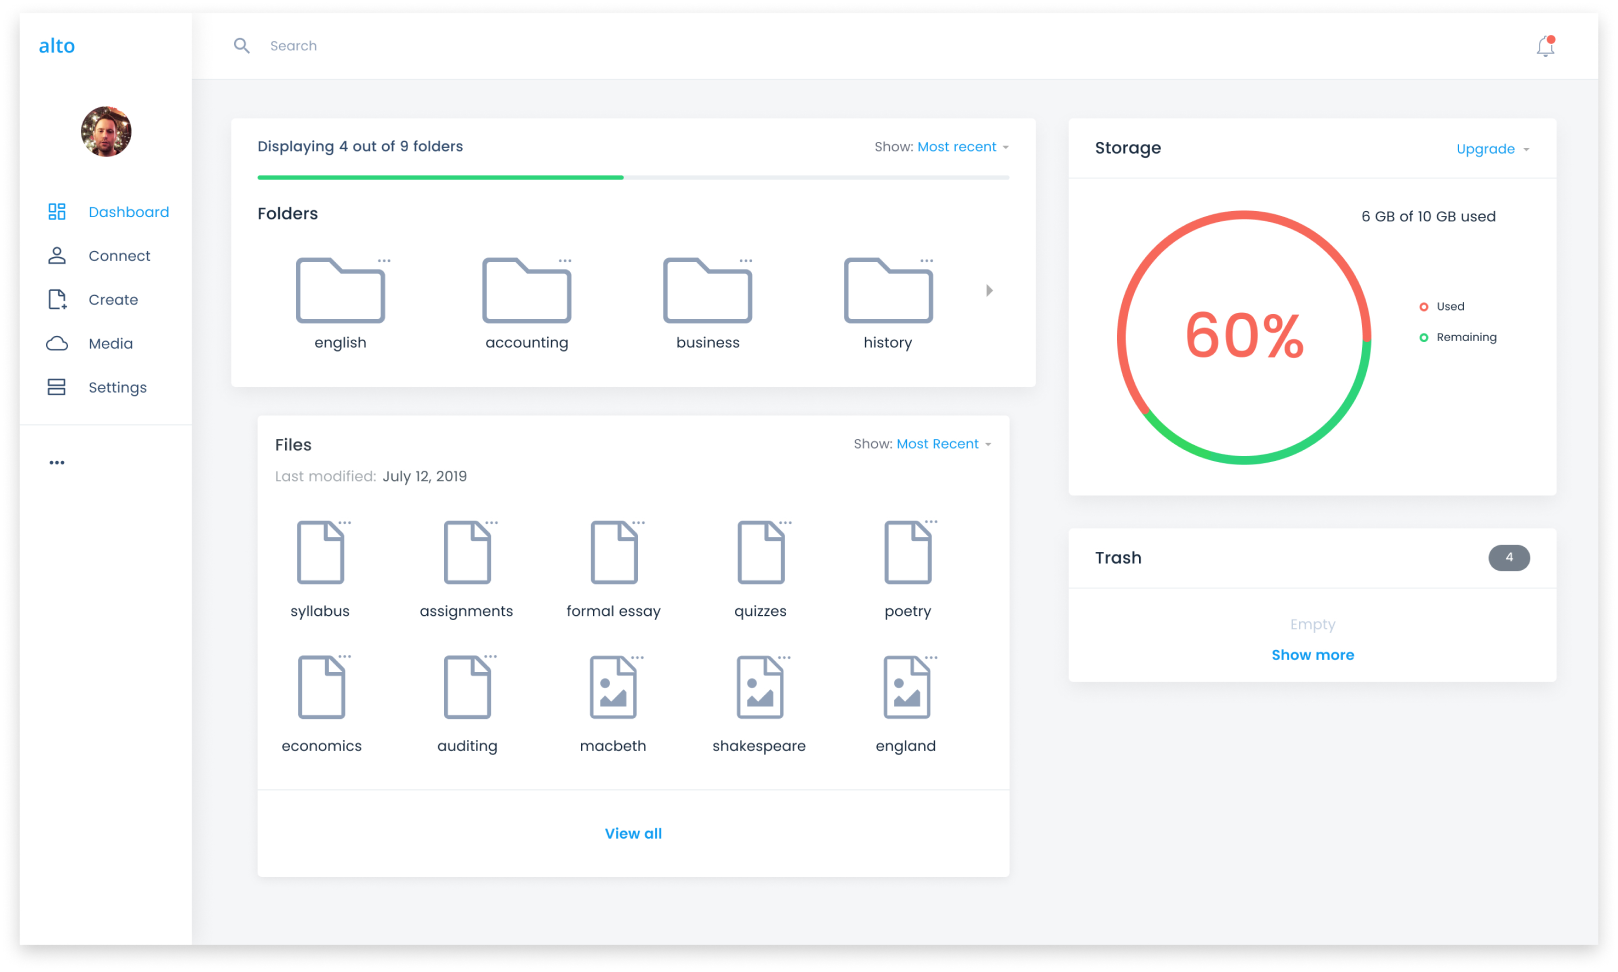 alto
Search
Dashboard
Connect
Create
Media
Settings
Displaying 4 out of 9 folders
Show: Most recent
Folders
english
accounting
business
history
Files
Show: Most Recent
Last modified: July 12, 2019
syllabus
assignments
formal essay
quizzes
poetry
economics
auditing
macbeth
shakespeare
england
View all
Storage
Upgrade
6 GB of 10 GB used
60%
Used
Remaining
Trash
4
Empty
Show more